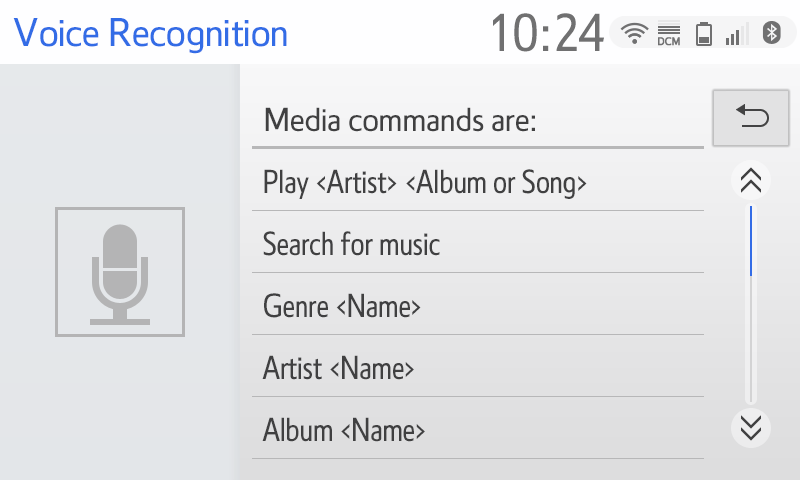 Voice Recognition
10:24
DCM
Media commands are:
Play <Artist> <Album or Song>
Search for music
Genre <Name>
Artist <Name>
Album <Name>